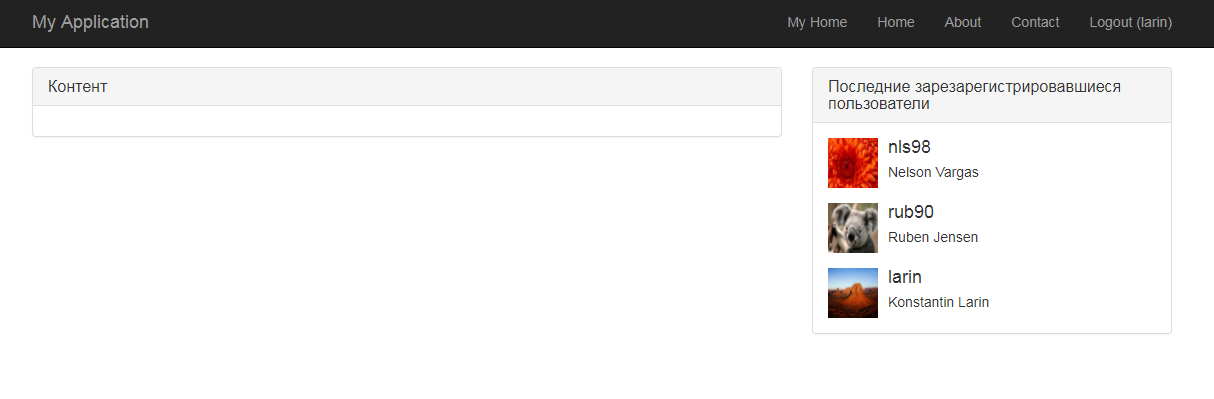 My Application My Home Home About Contact Logout (larin)
Контент
Последние зарезарегистрировавшиеся
пользователи
nls98
Nelson Vargas
rub90
Ruben Jensen
larin
Konstantin Larin